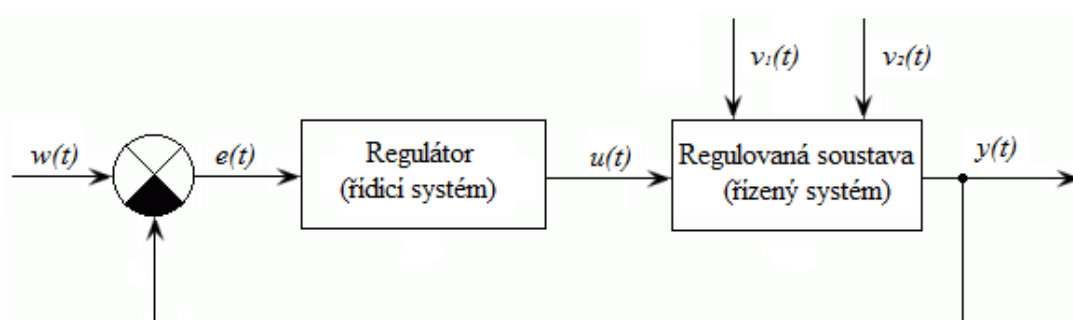 v₁(t)
v₂(t)
w(t)
e(t)
Regulátor
(řídicí systém)
u(t)
Regulovaná soustava
(řízený systém)
y(t)